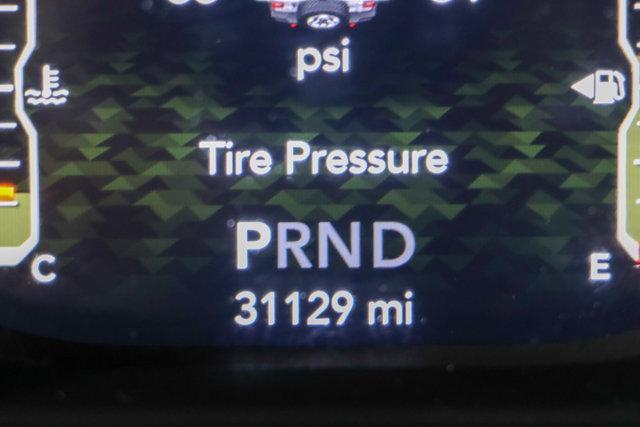 psi
Tire Pressure
PRND
31129 mi
C
E